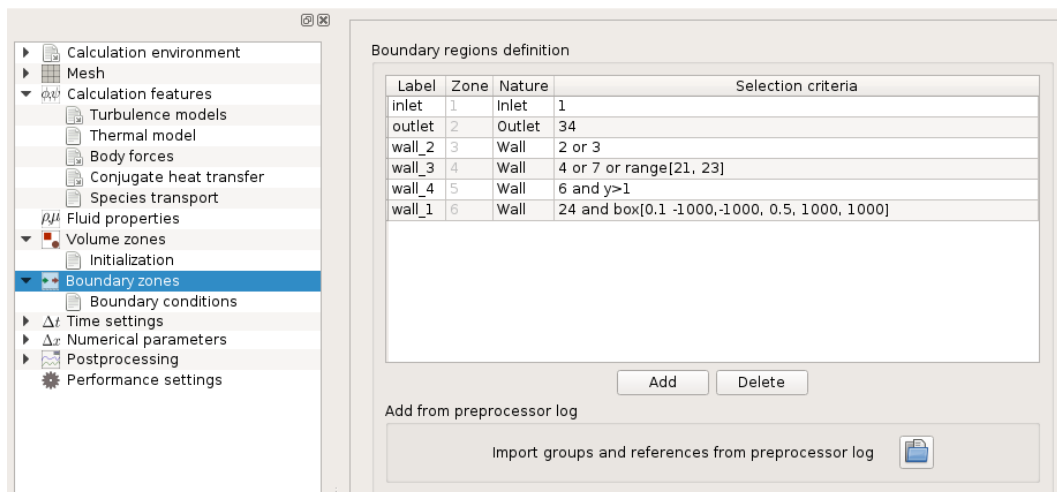 Calculation environment
Mesh
Calculation features
Turbulence models
Thermal model
Body forces
Conjugate heat transfer
Species transport
Fluid properties
Volume zones
Initialization
Boundary zones
Boundary conditions
Δt Time settings
Δx Numerical parameters
Postprocessing
Performance settings
Boundary regions definition
Label Zone Nature Selection criteria
inlet 1 Inlet 1
outlet 2 Outlet 34
wall_2 3 Wall 2 or 3
wall_3 4 Wall 4 or 7 or range[21, 23]
wall_4 5 Wall 6 and y>1
wall_1 6 Wall 24 and box[0.1 -1000,-1000, 0.5, 1000, 1000]
Add Delete
Add from preprocessor log
Import groups and references from preprocessor log